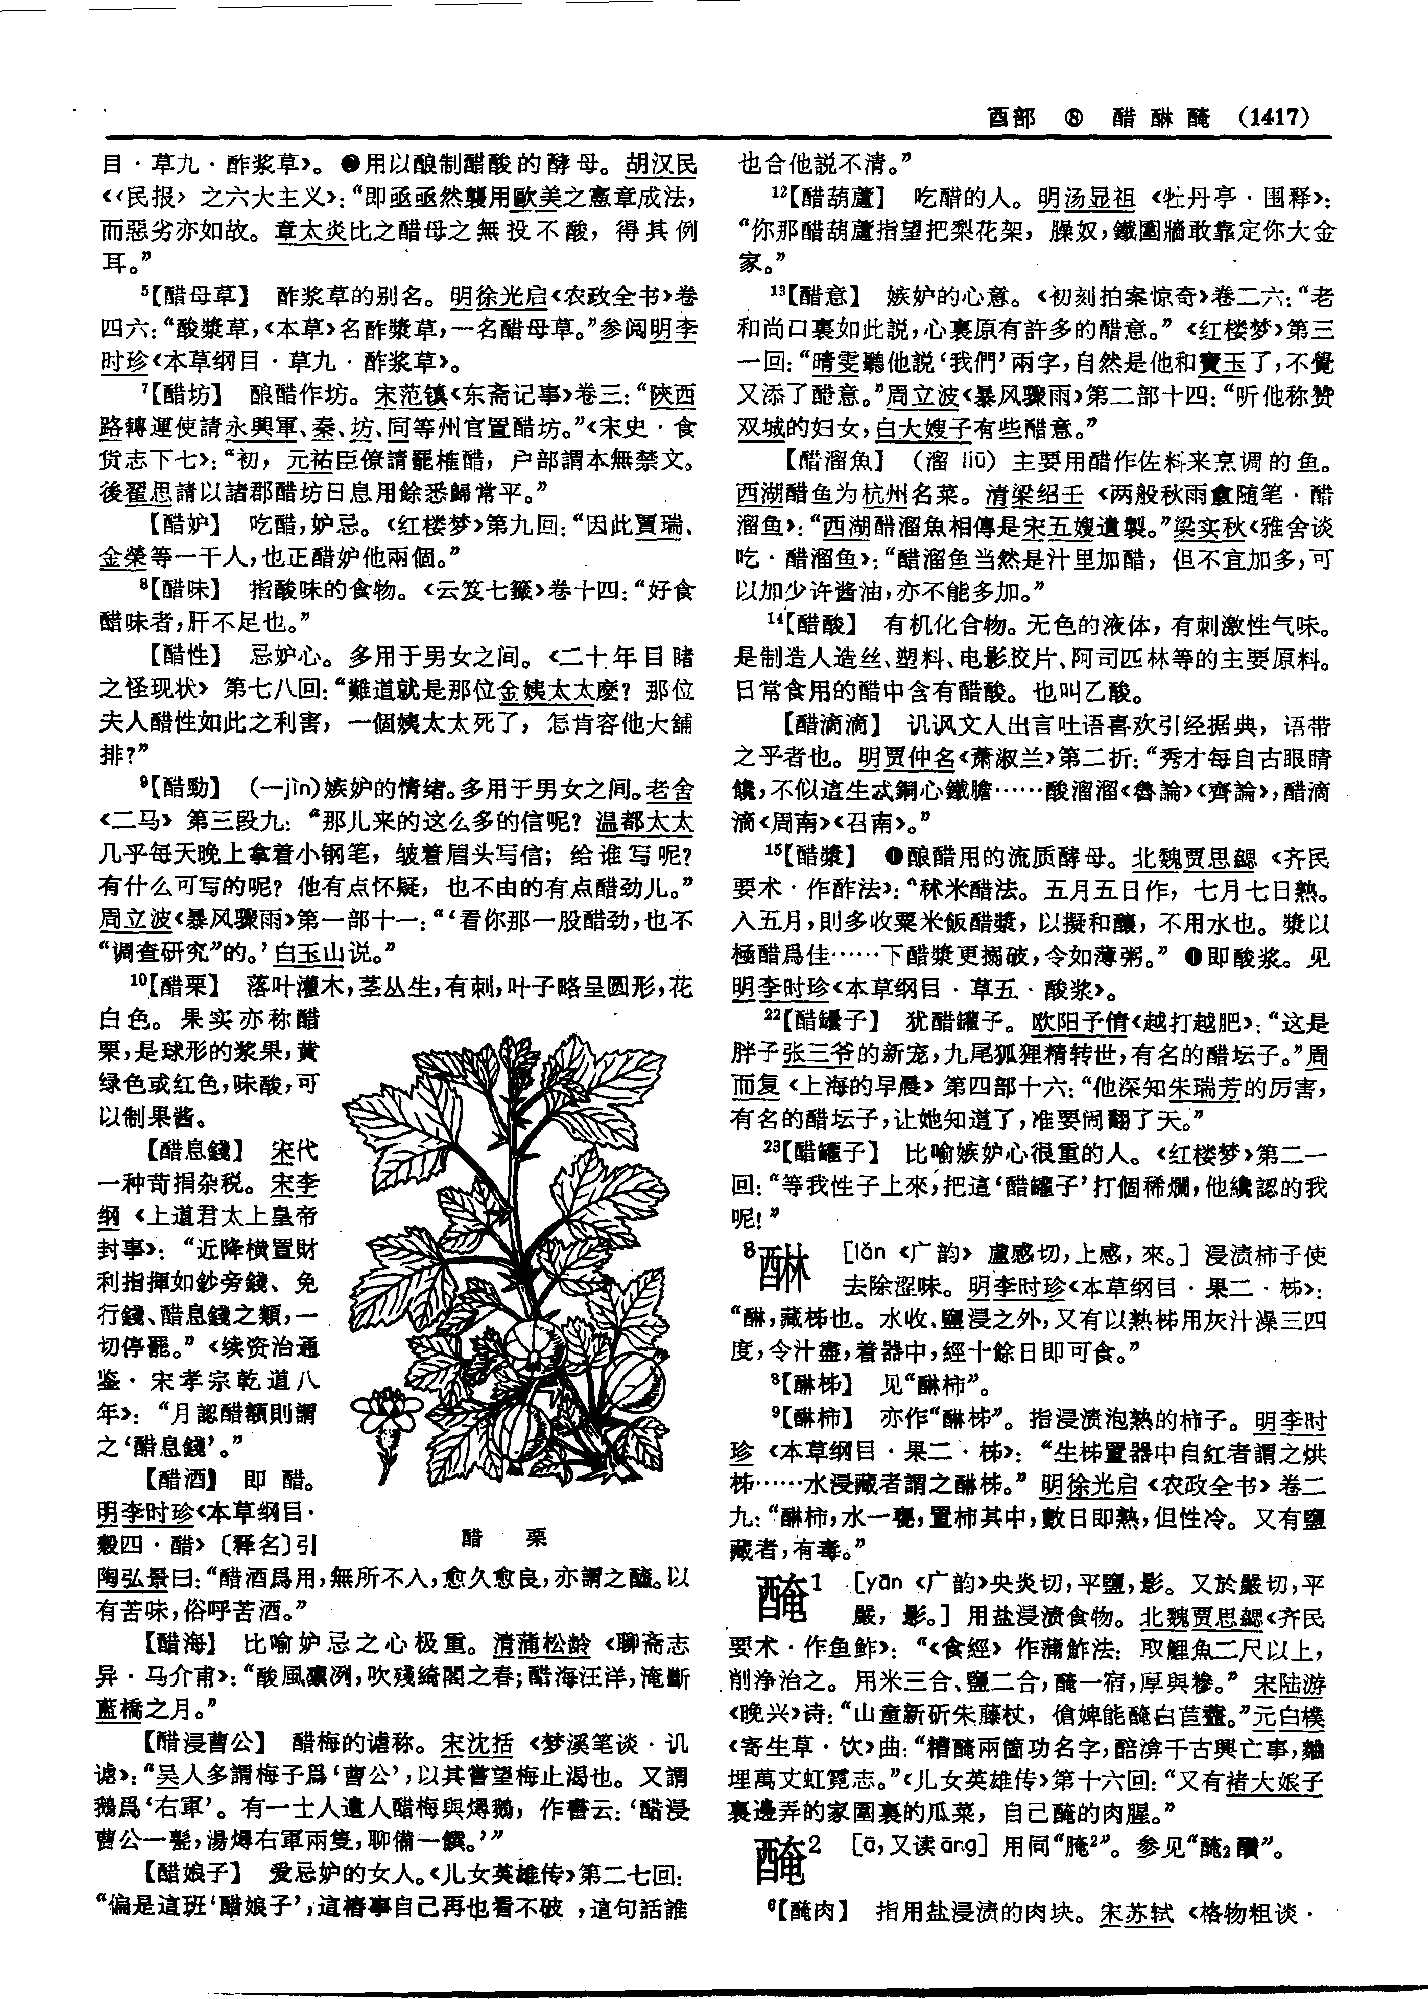 酉部 ⑧ 醋醂醃 (1417)
目·草九·酢浆草》。❷用以酿制醋酸的酵母。胡汉民
《〈民报〉之六大主义》：“即亟亟然襲用歐美之憲章成法，
而惡劣亦如故。章太炎比之醋母之無投不酸，得其例
耳。”
⁵【醋母草】 酢浆草的别名。明徐光启《农政全书》卷
四六：“酸漿草，《本草》名酢漿草，一名醋母草。”参阅明李
时珍《本草纲目·草九·酢浆草》。
⁷【醋坊】 酿醋作坊。宋范镇《东斋记事》卷三：“陝西
路轉運使請永興軍、秦、坊、同等州官置醋坊。”《宋史·食
货志下七》：“初，元祐臣僚請罷榷醋，户部謂本無禁文。
後翟思請以諸郡醋坊日息用餘悉歸常平。”
【醋妒】 吃醋，妒忌。《红楼梦》第九回：“因此賈瑞、
金榮等一干人，也正醋妒他兩個。”
⁸【醋味】 指酸味的食物。《云笈七籤》卷十四：“好食
醋味者，肝不足也。”
【醋性】 忌妒心。多用于男女之间。《二十年目睹
之怪现状》第七八回：“難道就是那位金姨太太麽？那位
夫人醋性如此之利害，一個姨太太死了，怎肯容他大鋪
排？”
⁹【醋勁】 (—jìn)嫉妒的情绪。多用于男女之间。老舍
《二马》第三段九：“那儿来的这么多的信呢？温都太太
几乎每天晚上拿着小钢笔，皱着眉头写信；给谁写呢？
有什么可写的呢？他有点怀疑，也不由的有点醋劲儿。”
周立波《暴风骤雨》第一部十一：“‘看你那一股醋劲，也不
“调查研究”的。’白玉山说。”
¹⁰【醋栗】 落叶灌木，茎丛生，有刺，叶子略呈圆形，花
白色。果实亦称醋
栗，是球形的浆果，黄
绿色或红色，味酸，可
以制果酱。
【醋息錢】 宋代
一种苛捐杂税。宋李
纲《上道君太上皇帝
封事》：“近降横置財
利指揮如鈔旁錢、免
行錢、醋息錢之類，一
切停罷。”《续资治通
鉴·宋孝宗乾道八
年》：“月認醋額則謂
之‘醋息錢’。”
【醋酒】 即醋。
明李时珍《本草纲目·
穀四·醋》〔释名〕引
醋 栗
陶弘景曰：“醋酒爲用，無所不入，愈久愈良，亦謂之醯。以
有苦味，俗呼苦酒。”
【醋海】 比喻妒忌之心极重。清蒲松龄《聊斋志
异·马介甫》：“酸風凛冽，吹殘綺閣之春；醋海汪洋，淹斷
藍橋之月。”
【醋浸曹公】 醋梅的谑称。宋沈括《梦溪笔谈·讥
谑》：“吴人多謂梅子爲‘曹公’，以其嘗望梅止渴也。又謂
鵝爲‘右軍’。有一士人遺人醋梅與燖鵝，作書云：‘醋浸
曹公一甏，湯燖右軍兩隻，聊備一饌。’”
【醋娘子】 爱忌妒的女人。《儿女英雄传》第二七回：
“偏是這班‘醋娘子’，這樁事自己再也看不破，這句話誰
也合他説不清。”
¹²【醋葫蘆】 吃醋的人。明汤显祖《牡丹亭·围释》：
“你那醋葫蘆指望把梨花架，臊奴，鐵圍牆敢靠定你大金
家。”
¹³【醋意】 嫉妒的心意。《初刻拍案惊奇》卷二六：“老
和尚口裏如此説，心裏原有許多的醋意。”《红楼梦》第三
一回：“晴雯聽他説‘我們’兩字，自然是他和寶玉了，不覺
又添了醋意。”周立波《暴风骤雨》第二部十四：“听他称赞
双城的妇女，白大嫂子有些醋意。”
【醋溜魚】 (溜 liū) 主要用醋作佐料来烹调的鱼。
西湖醋鱼为杭州名菜。清梁绍壬《两般秋雨盦随笔·醋
溜鱼》：“西湖醋溜魚相傳是宋五嫂遺製。”梁实秋《雅舍谈
吃·醋溜鱼》：“醋溜鱼当然是汁里加醋，但不宜加多，可
以加少许酱油，亦不能多加。”
¹⁴【醋酸】 有机化合物。无色的液体，有刺激性气味。
是制造人造丝、塑料、电影胶片、阿司匹林等的主要原料。
日常食用的醋中含有醋酸。也叫乙酸。
【醋滴滴】 讥讽文人出言吐语喜欢引经据典，语带
之乎者也。明贾仲名《萧淑兰》第二折：“秀才每自古眼睛
饞，不似這生忒銅心鐵膽……酸溜溜《魯論》《齊論》，醋滴
滴《周南》《召南》。”
¹⁵【醋漿】 ❶酿醋用的流质酵母。北魏贾思勰《齐民
要术·作酢法》：“秫米醋法。五月五日作，七月七日熟。
入五月，則多收粟米飯醋漿，以擬和釀，不用水也。漿以
極醋爲佳……下醋漿更搦破，令如薄粥。” ❶即酸浆。见
明李时珍《本草纲目·草五·酸浆》。
²²【醋罎子】 犹醋罐子。欧阳予倩《越打越肥》：“这是
胖子张三爷的新宠，九尾狐狸精转世，有名的醋坛子。”周
而复《上海的早晨》第四部十六：“他深知朱瑞芳的厉害，
有名的醋坛子，让她知道了，准要闹翻了天。”
²³【醋罐子】 比喻嫉妒心很重的人。《红楼梦》第二一
回：“等我性子上來，把這‘醋罐子’打個稀爛，他纔認的我
呢！”
⁸醂 [lǎn《广韵》盧感切，上感，來。] 浸渍柿子使
去除涩味。明李时珍《本草纲目·果二·柹》：
“醂，藏柹也。水收、鹽浸之外，又有以熟柹用灰汁澡三四
度，令汁盡，着器中，經十餘日即可食。”
⁸【醂柹】 见“醂柿”。
⁹【醂柿】 亦作“醂柹”。指浸渍泡熟的柿子。明李时
珍《本草纲目·果二·柹》：“生柹置器中自紅者謂之烘
柹……水浸藏者謂之醂柹。”明徐光启《农政全书》卷二
九：“醂柿，水一甕，置柿其中，數日即熟，但性冷。又有鹽
藏者，有毒。”
醃1 [yān《广韵》央炎切，平鹽，影。又於嚴切，平
嚴，影。] 用盐浸渍食物。北魏贾思勰《齐民
要术·作鱼鲊》：“《食經》作蒲鮓法：取鯉魚二尺以上，
削净治之。用米三合、鹽二合，醃一宿，厚與糝。”宋陆游
《晚兴》诗：“山童新斫朱藤杖，傖婢能醃白苣虀。”元白樸
《寄生草·饮》曲：“糟醃兩箇功名字，醅渰千古興亡事，麯
埋萬丈虹霓志。”《儿女英雄传》第十六回：“又有褚大娘子
裏邊弄的家園裏的瓜菜，自己醃的肉腥。”
醃2 [ā，又读āng] 用同“腌²”。参见“醃₂臢”。
⁶【醃肉】 指用盐浸渍的肉块。宋苏轼《格物粗谈·